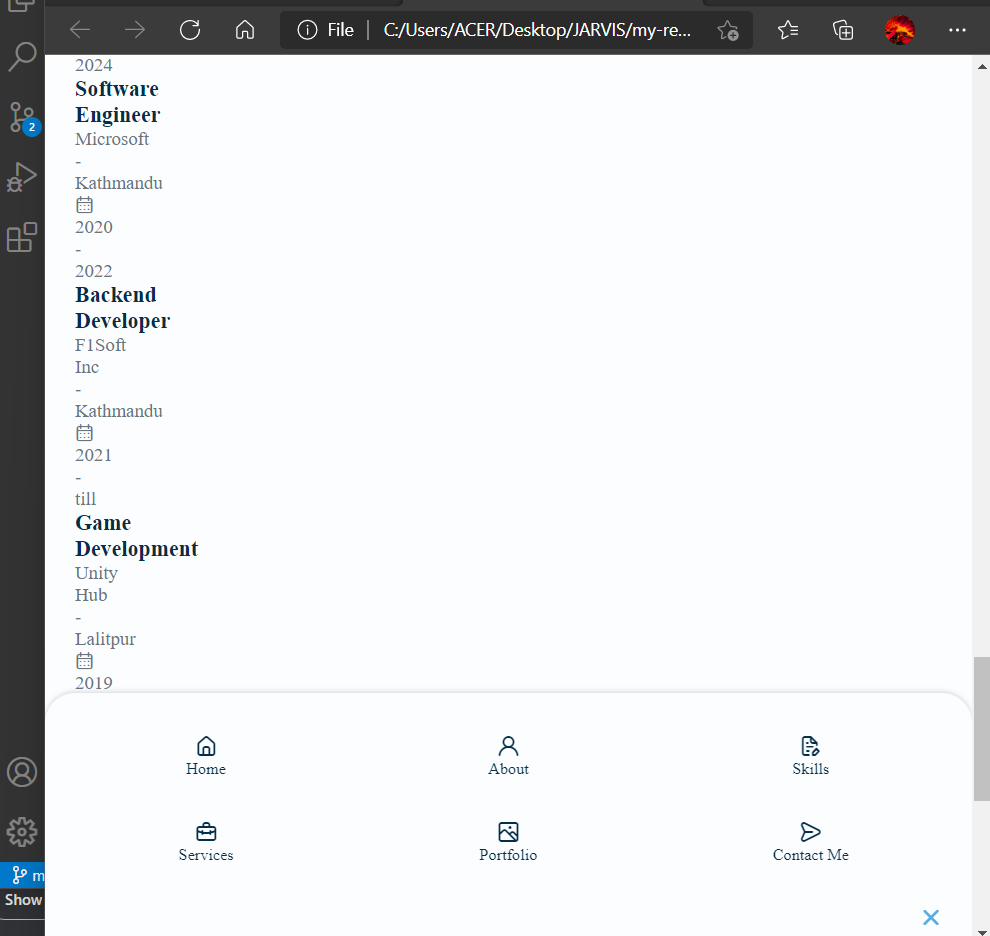 File C:/Users/ACER/Desktop/JARVIS/my-re...
2
2024
Software
Engineer
Microsoft
-
Kathmandu
2020
-
2022
Backend
Developer
F1Soft
Inc
-
Kathmandu
2021
-
till
Game
Development
Unity
Hub
-
Lalitpur
2019
Home About Skills
Services Portfolio Contact Me
m
Show